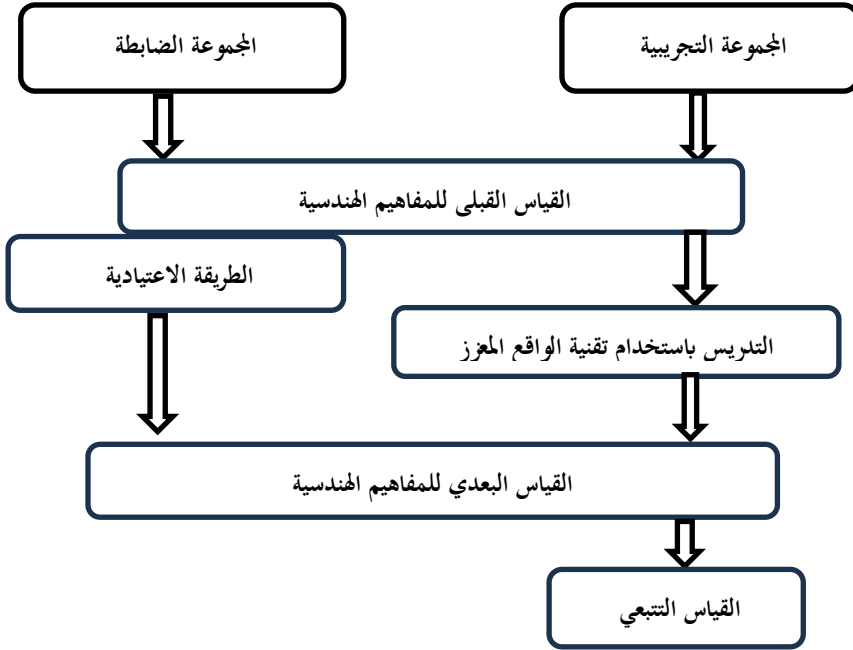 المجموعة التجريبية
المجموعة الضابطة
القياس القبلى للمفاهيم الهندسية
الطريقة الاعتيادية
التدريس باستخدام تقنية الواقع المعزز
القياس البعدي للمفاهيم الهندسية
القياس التتبعي